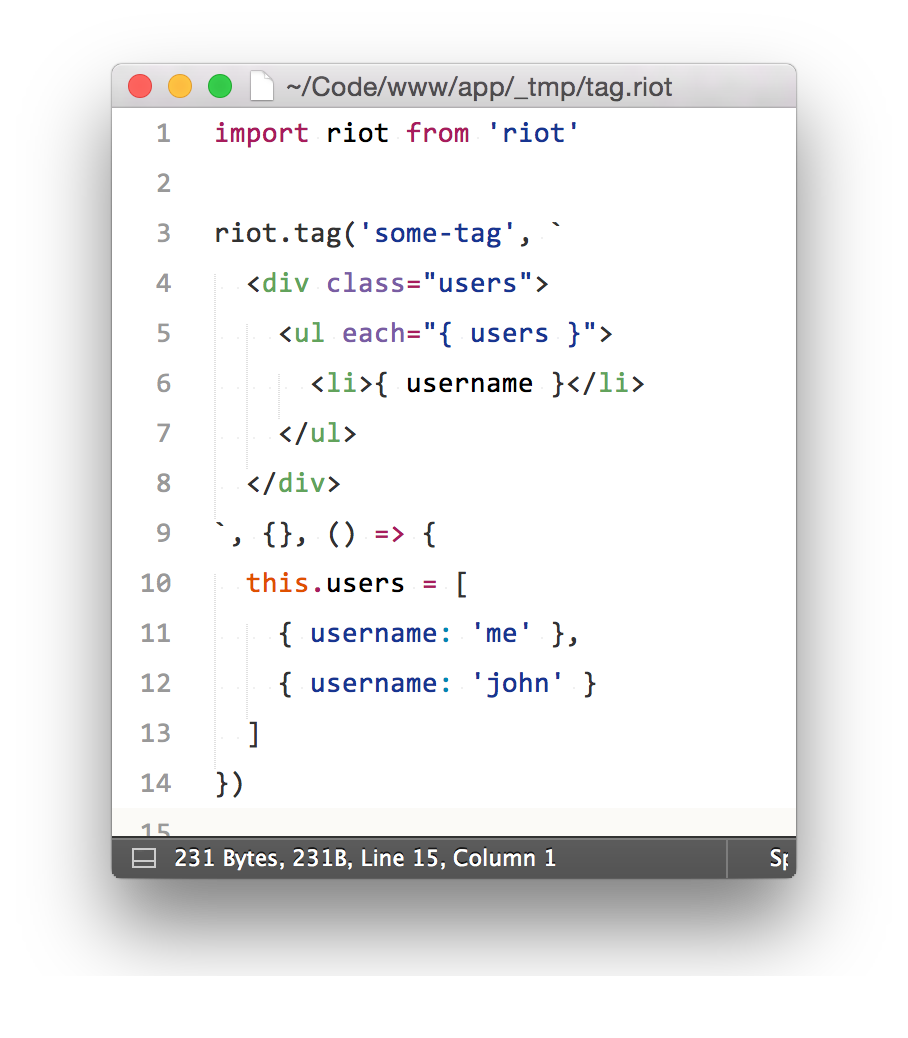 ~/Code/www/app/_tmp/tag.riot
1 import riot from 'riot'
2
3 riot.tag('some-tag', `
4   <div class="users">
5     <ul each="{ users }">
6       <li>{ username }</li>
7     </ul>
8   </div>
9 `, {}, () => {
10   this.users = [
11     { username: 'me' },
12     { username: 'john' }
13   ]
14 })
15
231 Bytes, 231B, Line 15, Column 1 Sp